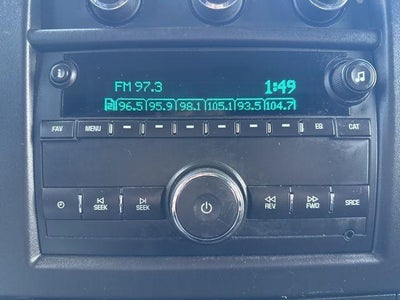 FM 97.3 1:49
2 96.5 95.9 98.1 105.1 93.5 104.7
FAV MENU EQ CAT
SEEK SEEK REV FWD SRCE